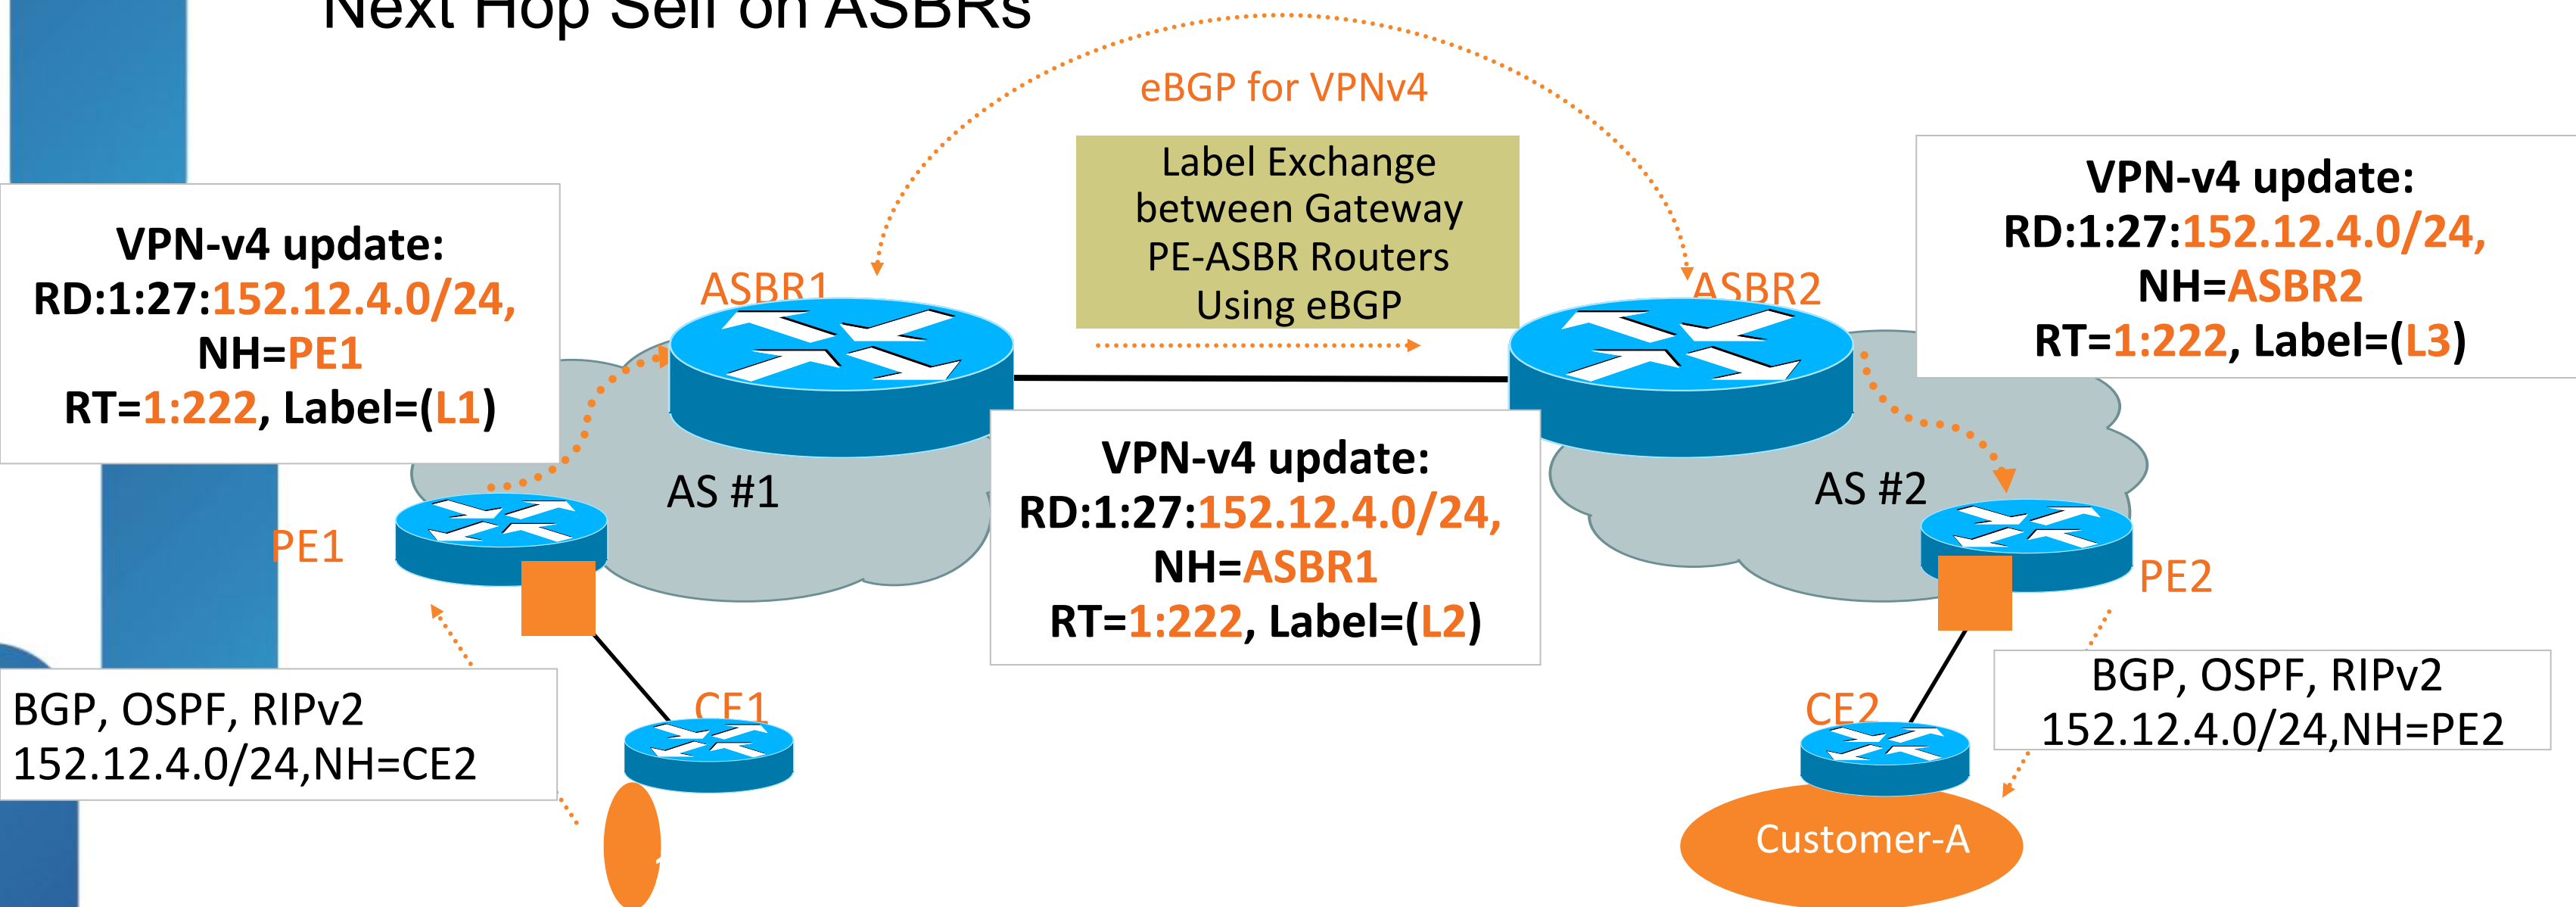 Next Hop Self on ASBRs
eBGP for VPNv4
Label Exchange
between Gateway
PE-ASBR Routers
Using eBGP
VPN-v4 update:
RD:1:27:152.12.4.0/24,
NH=PE1
RT=1:222, Label=(L1)
ASBR1
ASBR2
VPN-v4 update:
RD:1:27:152.12.4.0/24,
NH=ASBR2
RT=1:222, Label=(L3)
AS #1
VPN-v4 update:
RD:1:27:152.12.4.0/24,
NH=ASBR1
RT=1:222, Label=(L2)
AS #2
PE1
PE2
BGP, OSPF, RIPv2
152.12.4.0/24,NH=CE2
CE1
CE2
BGP, OSPF, RIPv2
152.12.4.0/24,NH=PE2
Customer-A